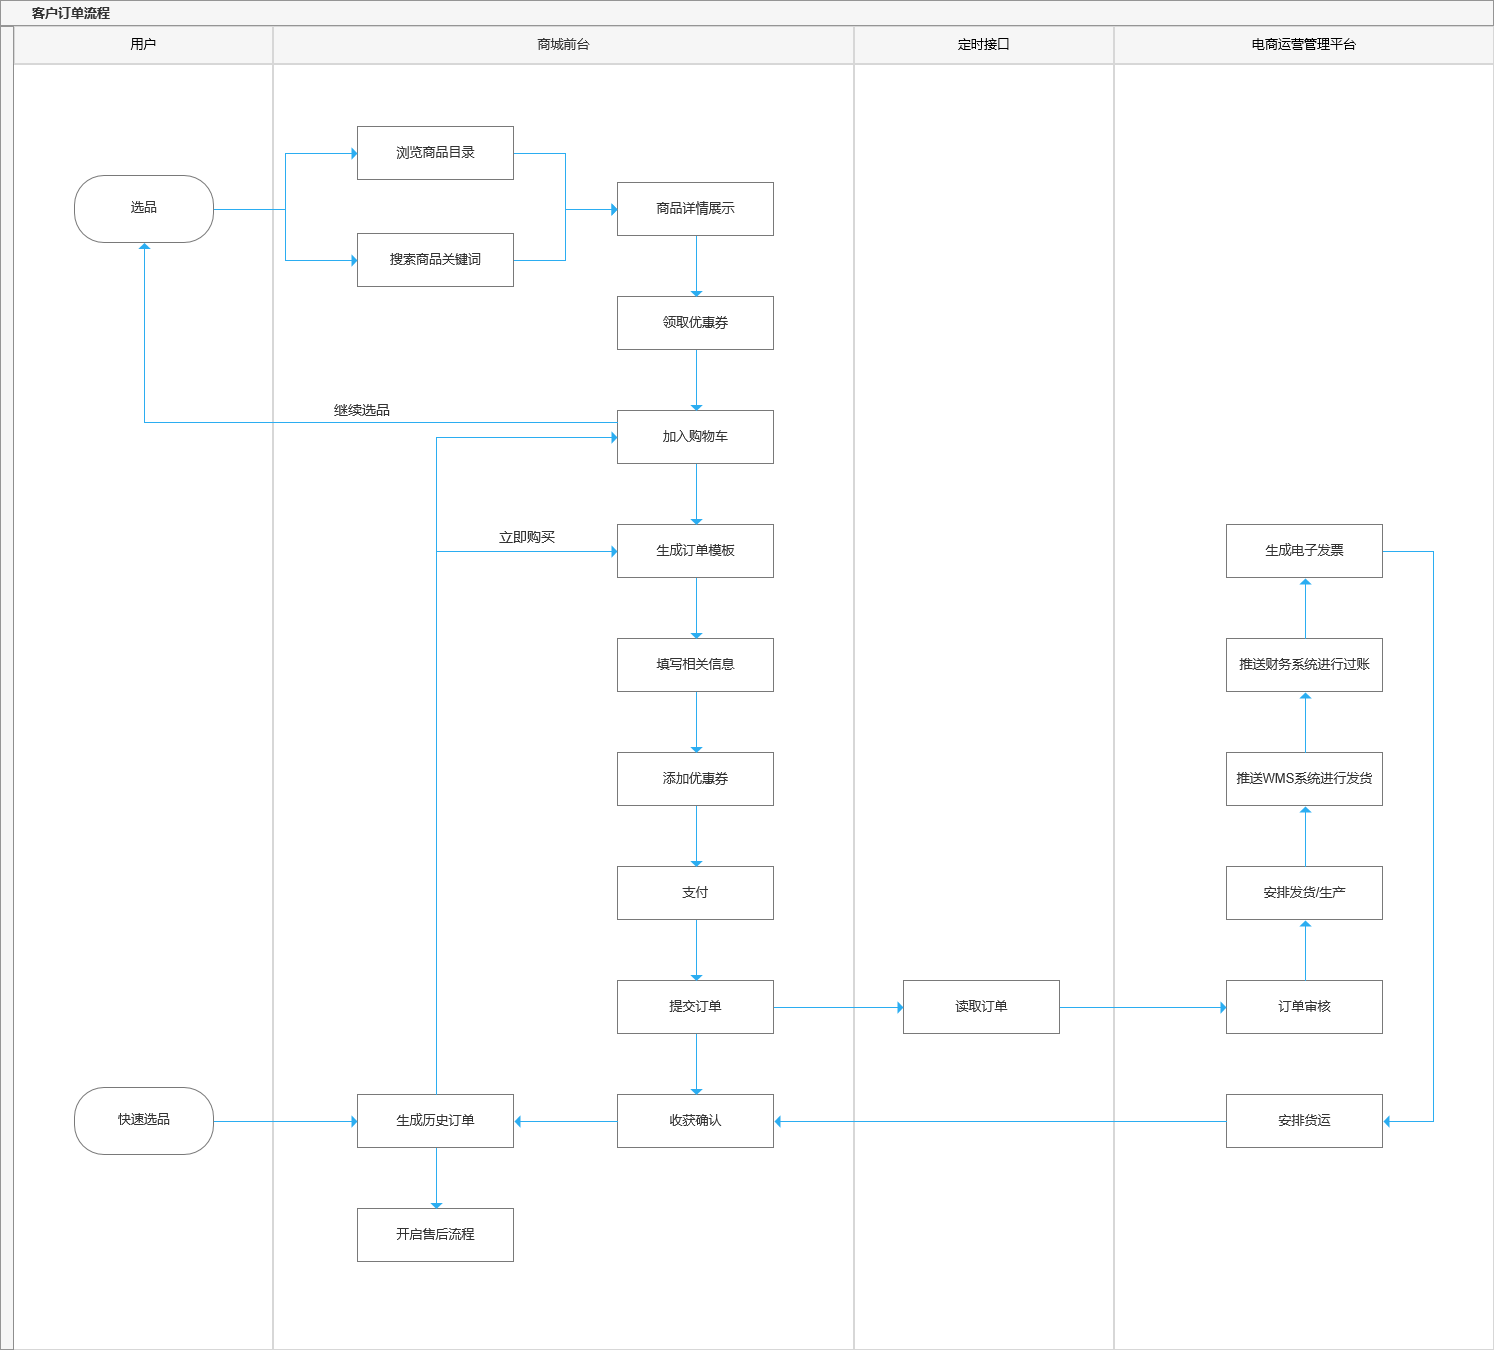 客户订单流程
用户
商城前台
定时接口
电商运营管理平台
浏览商品目录
选品
商品详情展示
搜索商品关键词
领取优惠券
继续选品
加入购物车
立即购买
生成订单模板
生成电子发票
填写相关信息
推送财务系统进行过账
添加优惠券
推送WMS系统进行发货
支付
安排发货/生产
提交订单
读取订单
订单审核
快速选品
生成历史订单
收获确认
安排货运
开启售后流程